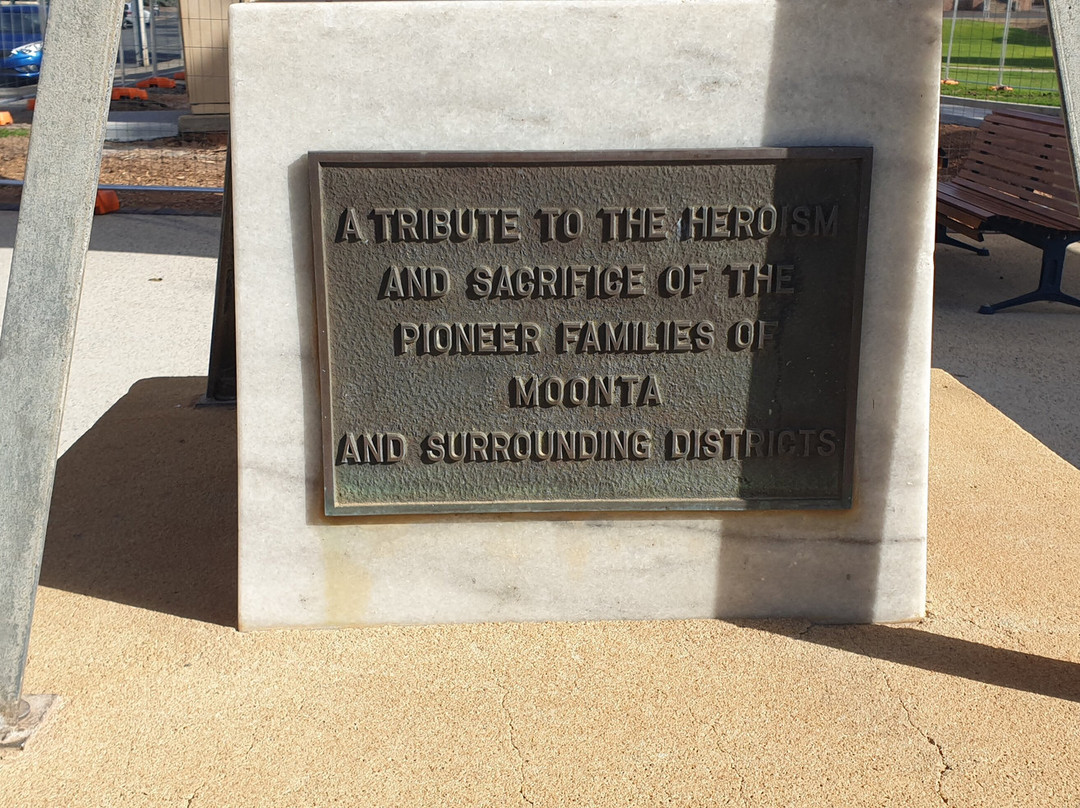 A TRIBUTE TO THE HEROISM
AND SACRIFICE OF THE
PIONEER FAMILIES OF
MOONTA
AND SURROUNDING DISTRICTS